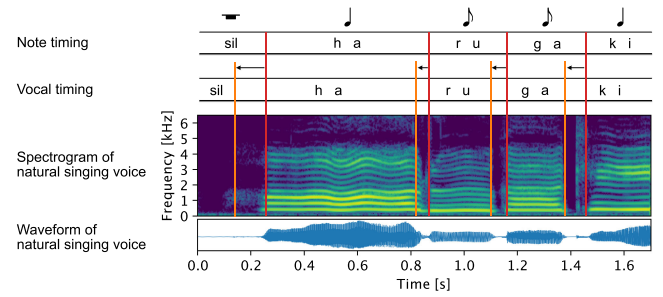 Note timing
sil h a r u g a k i
Vocal timing
sil h a r u g a k i
Spectrogram of
natural singing voice
Frequency [kHz]
6
5
4
3
2
1
0
Waveform of
natural singing voice
0.0 0.2 0.4 0.6 0.8 1.0 1.2 1.4 1.6
Time [s]